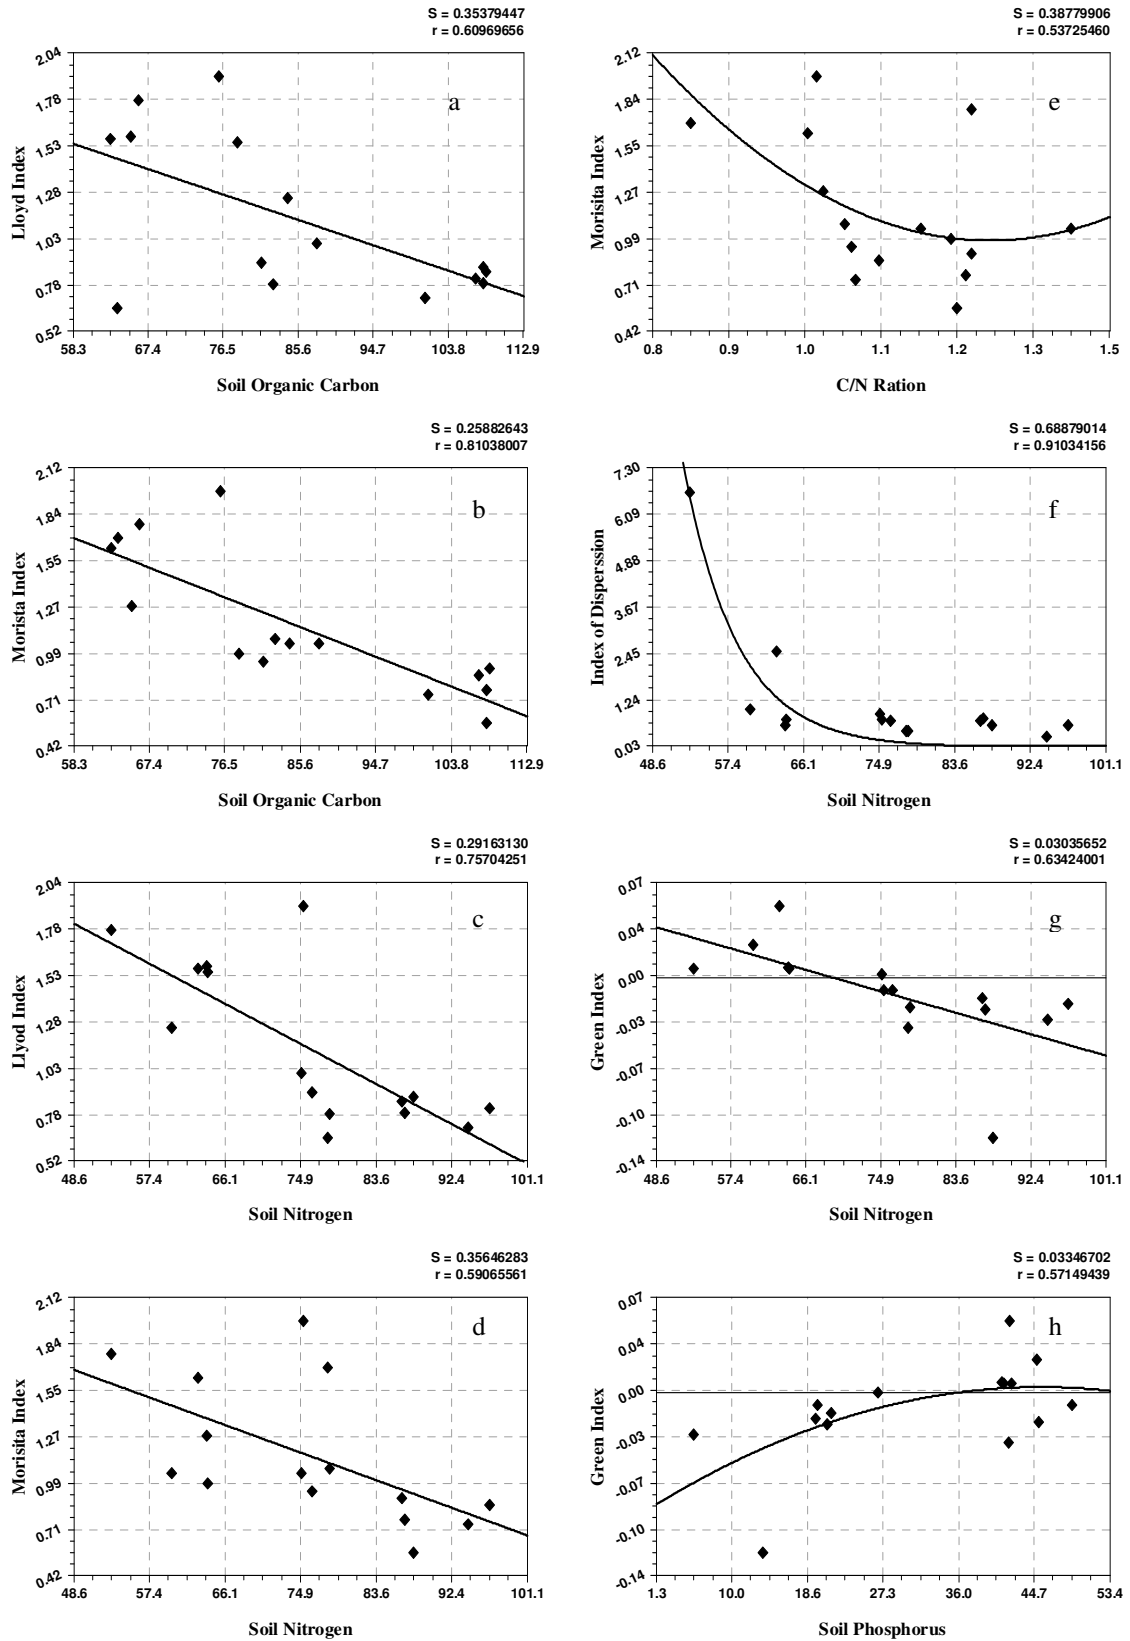 S = 0.35379447
r = 0.60969656
2.04
1.78
1.53
1.28
1.03
0.78
0.52
Lloyd Index
a
58.3 67.4 76.5 85.6 94.7 103.8 112.9
Soil Organic Carbon
S = 0.38779906
r = 0.53725460
2.12
1.84
1.55
1.27
0.99
0.71
0.42
Morisita Index
e
0.8 0.9 1.0 1.1 1.2 1.3 1.5
C/N Ration
S = 0.25882643
r = 0.81038007
2.12
1.84
1.55
1.27
0.99
0.71
0.42
Morista Index
b
58.3 67.4 76.5 85.6 94.7 103.8 112.9
Soil Organic Carbon
S = 0.68879014
r = 0.91034156
7.30
6.09
4.88
3.67
2.45
1.24
0.03
Index of Disperssion
f
48.6 57.4 66.1 74.9 83.6 92.4 101.1
Soil Nitrogen
S = 0.29163130
r = 0.75704251
2.04
1.78
1.53
1.28
1.03
0.78
0.52
Llyod Index
c
48.6 57.4 66.1 74.9 83.6 92.4 101.1
Soil Nitrogen
S = 0.03035652
r = 0.63424001
0.07
0.04
0.00
-0.03
-0.07
-0.10
-0.14
Green Index
g
48.6 57.4 66.1 74.9 83.6 92.4 101.1
Soil Nitrogen
S = 0.35646283
r = 0.59065561
2.12
1.84
1.55
1.27
0.99
0.71
0.42
Morisita Index
d
48.6 57.4 66.1 74.9 83.6 92.4 101.1
Soil Nitrogen
S = 0.03346702
r = 0.57149439
0.07
0.04
0.00
-0.03
-0.07
-0.10
-0.14
Green Index
h
1.3 10.0 18.6 27.3 36.0 44.7 53.4
Soil Phosphorus